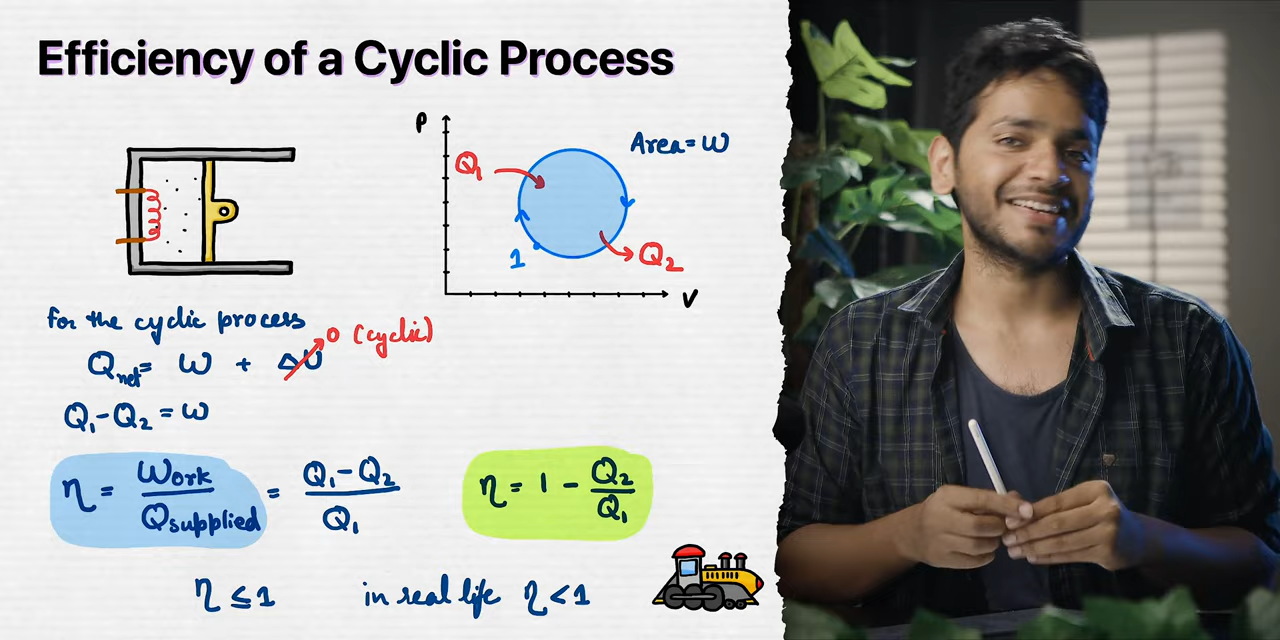 Efficiency of a Cyclic Process
P
Q₁
Area = W
1
Q₂
V
For the cyclic process
Qnet = W + ΔU 0 (cyclic)
Q₁-Q₂ = W
η = Work / Qsupplied = Q₁-Q₂ / Q₁
η = 1 - Q₂ / Q₁
η ≤ 1 in real life η < 1